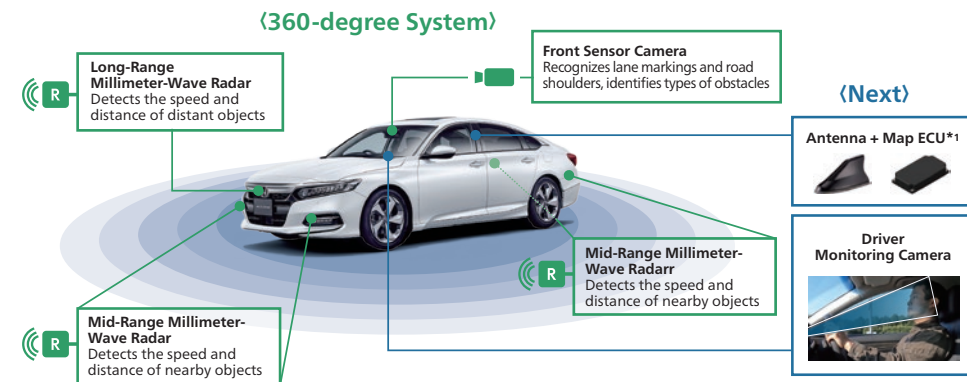 〈360-degree System〉
Long-Range
Millimeter-Wave Radar
Detects the speed and
distance of distant objects
R
Front Sensor Camera
Recognizes lane markings and road
shoulders, identifies types of obstacles
〈Next〉
Antenna + Map ECU*1
Driver
Monitoring Camera
Mid-Range Millimeter-
Wave Radarr
Detects the speed and
distance of nearby objects
R
Mid-Range Millimeter-
Wave Radar
Detects the speed and
distance of nearby objects
R